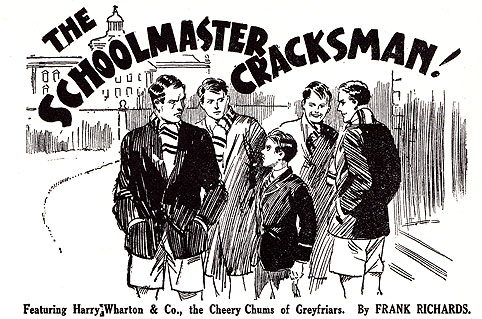 THE
SCHOOLMASTER
CRACKSMAN!
Featuring Harry Wharton & Co., the Cheery Chums of Greyfriars. By FRANK RICHARDS.